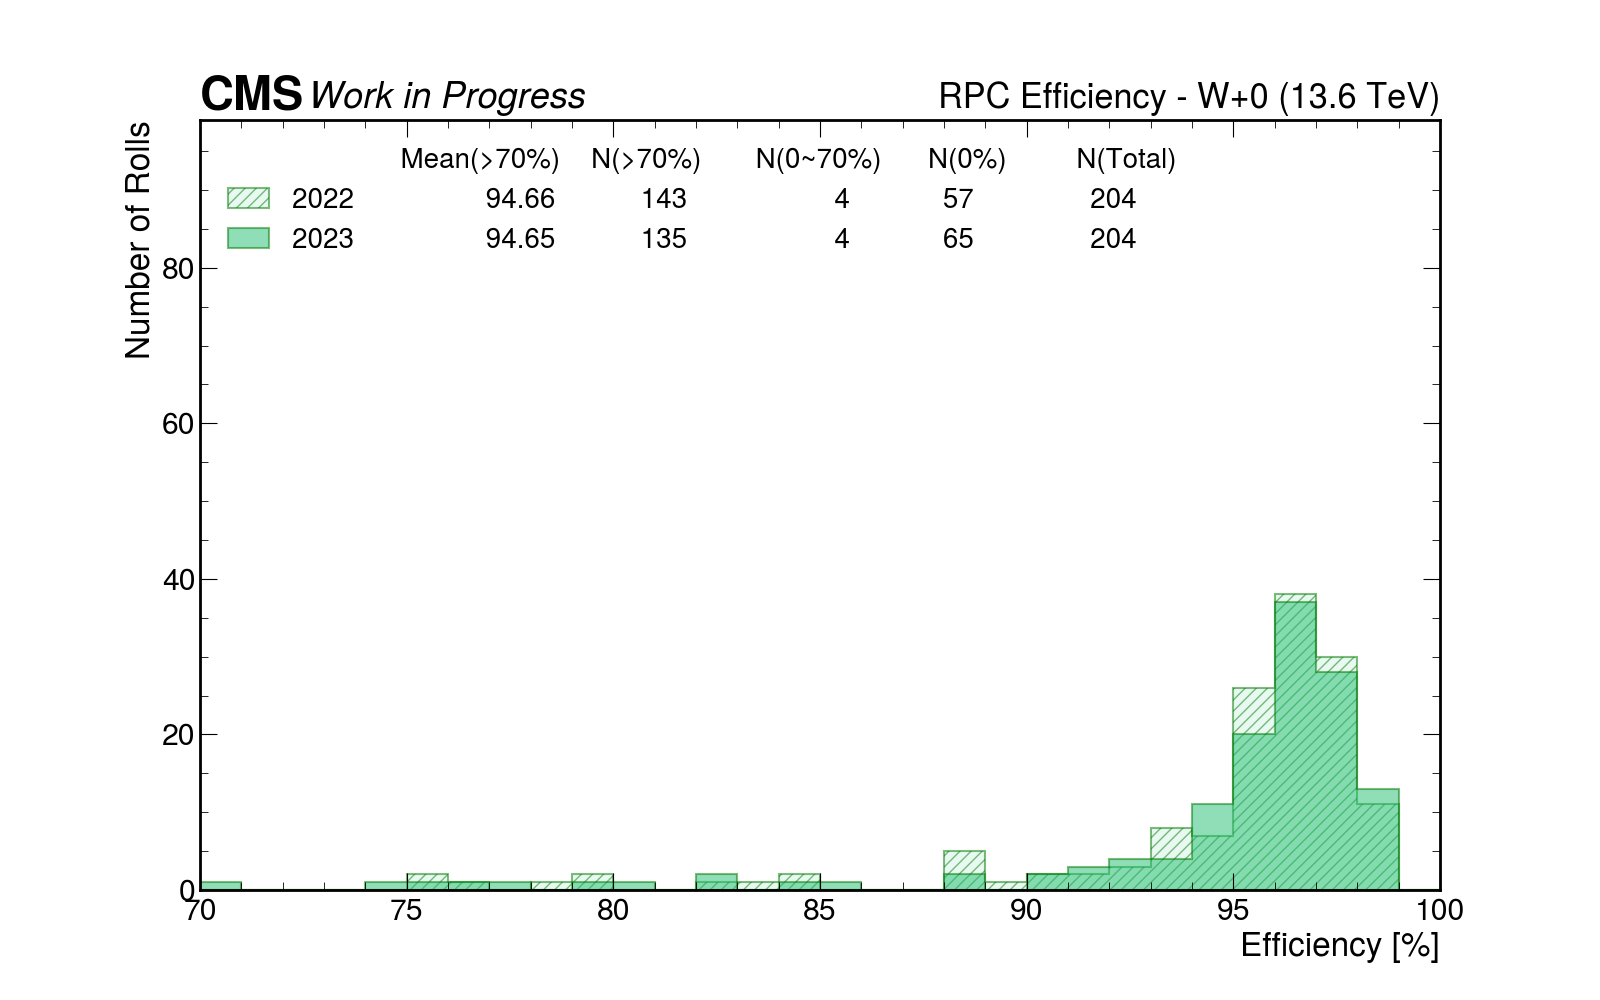 CMS Work in Progress RPC Efficiency - W+0 (13.6 TeV)
Number of Rolls
Mean(>70%) N(>70%) N(0~70%) N(0%) N(Total)
2022 94.66 143 4 57 204
2023 94.65 135 4 65 204
80
60
40
20
0
70 75 80 85 90 95 100
Efficiency [%]